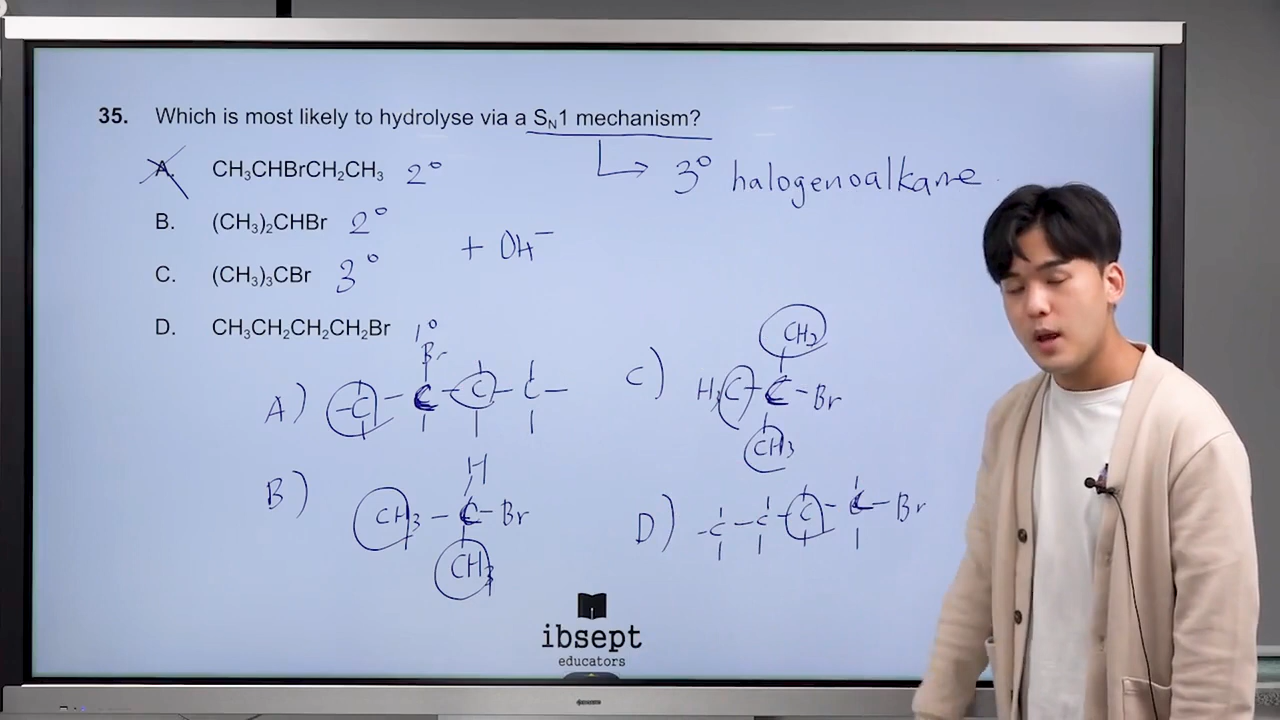 35. Which is most likely to hydrolyse via a SN1 mechanism?
A. CH3CHBrCH2CH3 2°
→ 3° halogenoalkane
B. (CH3)2CHBr 2°
+ OH⁻
C. (CH3)3CBr 3°
D. CH3CH2CH2CH2Br 1°
A) Br
-C-C-C-C-
B) H
CH3-C-Br
CH3
C) CH3
H3C-C-Br
CH3
D) -C-C-C-C-Br
ibsept
educators